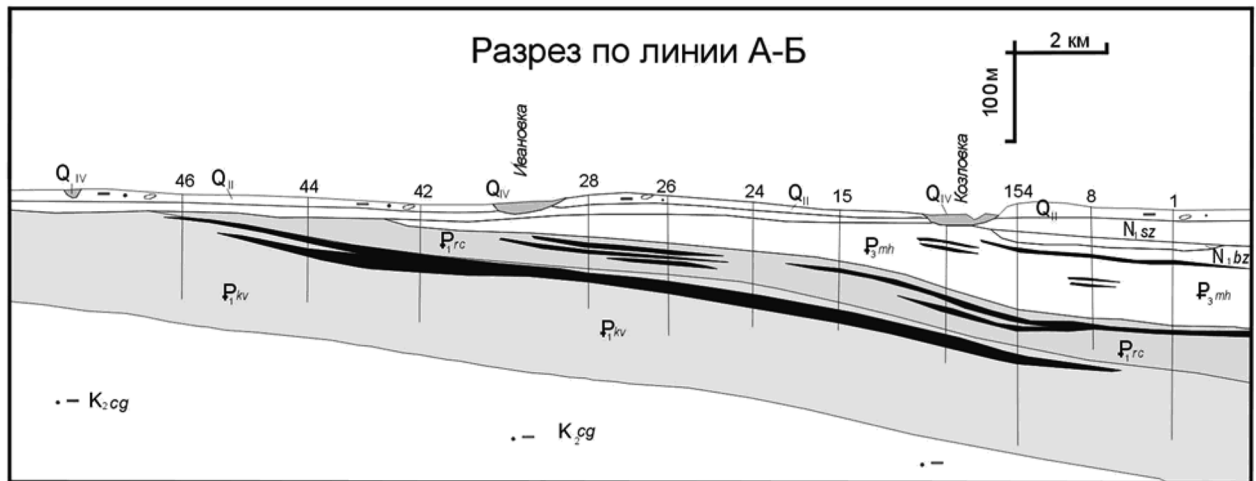 Разрез по линии А-Б
2 км
100м
Ивановка
Козловка
Q IV
46
Q II
44
42
Q IV
28
26
24
Q II
15
Q IV
154
Q II
8
1
N₁sz
N₁bz
₽₁rc
₽₃mh
₽₃mh
₽₁kv
₽₁kv
₽₁rc
K₂cg
K₂cg